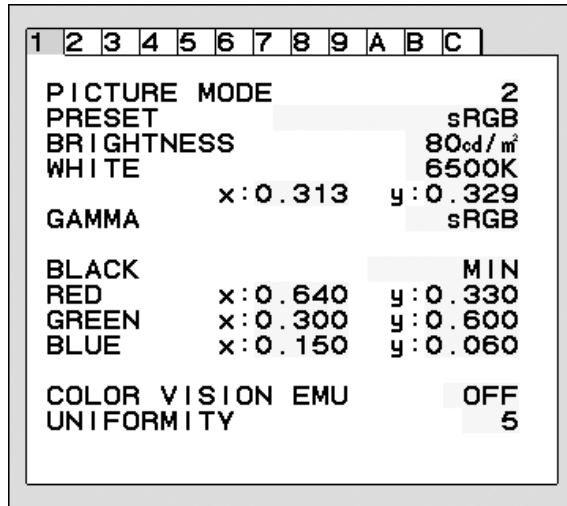 1 2 3 4 5 6 7 8 9 A B C
PICTURE MODE 2
PRESET sRGB
BRIGHTNESS 80cd/㎡
WHITE 6500K
x:0.313 y:0.329
GAMMA sRGB
BLACK MIN
RED x:0.640 y:0.330
GREEN x:0.300 y:0.600
BLUE x:0.150 y:0.060
COLOR VISION EMU OFF
UNIFORMITY 5